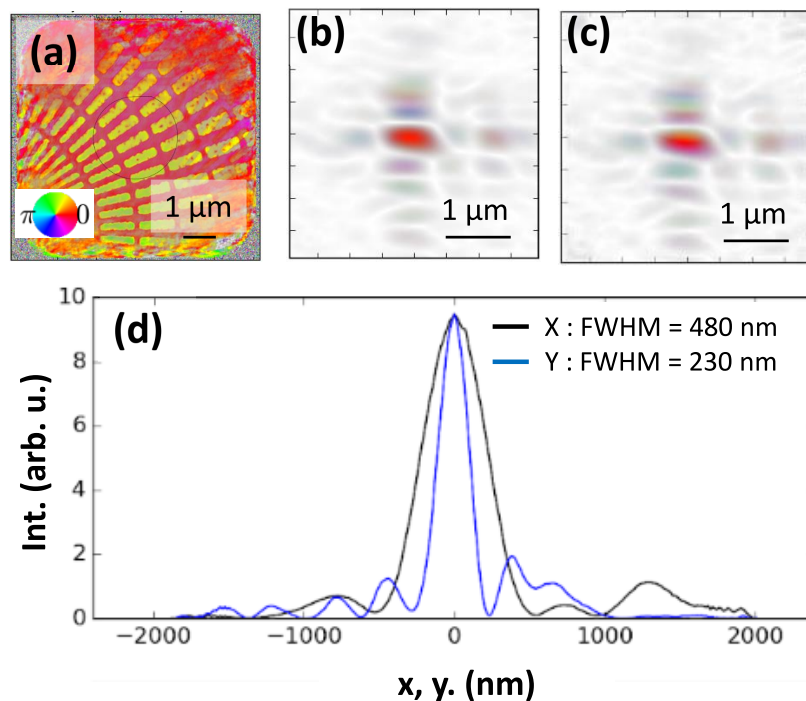 (a)
π 0
1 μm
(b)
1 μm
(c)
1 μm
(d)
X : FWHM = 480 nm
Y : FWHM = 230 nm
10
8
6
4
2
0
Int. (arb. u.)
−2000 −1000 0 1000 2000
x, y. (nm)